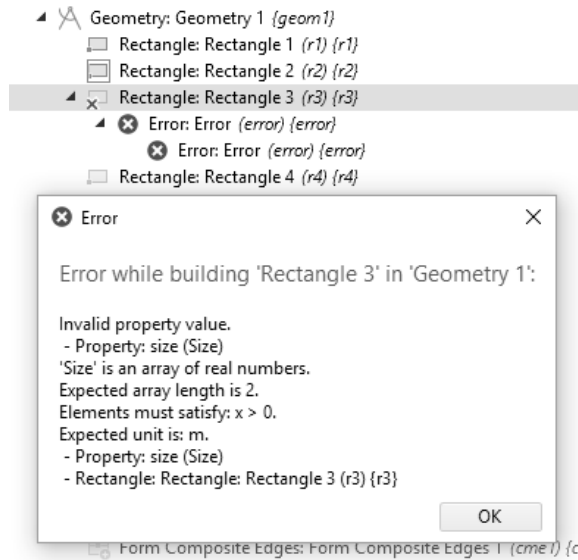 Geometry: Geometry 1 {geom1}
Rectangle: Rectangle 1 (r1) {r1}
Rectangle: Rectangle 2 (r2) {r2}
Rectangle: Rectangle 3 (r3) {r3}
Error: Error (error) {error}
Error: Error (error) {error}
Rectangle: Rectangle 4 (r4) {r4}
Error
Error while building 'Rectangle 3' in 'Geometry 1':
Invalid property value.
- Property: size (Size)
'Size' is an array of real numbers.
Expected array length is 2.
Elements must satisfy: x > 0.
Expected unit is: m.
- Property: size (Size)
- Rectangle: Rectangle: Rectangle 3 (r3) {r3}
OK
Form Composite Edges: Form Composite Edges 1 (cme1) {c